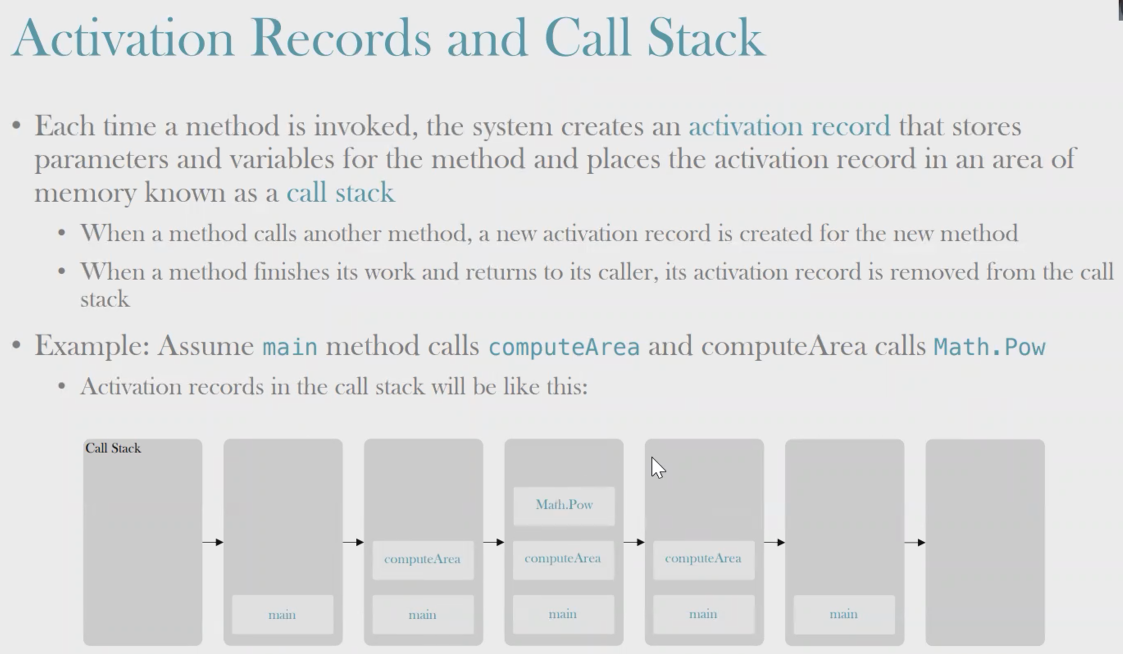 Activation Records and Call Stack
• Each time a method is invoked, the system creates an activation record that stores
parameters and variables for the method and places the activation record in an area of
memory known as a call stack
• When a method calls another method, a new activation record is created for the new method
• When a method finishes its work and returns to its caller, its activation record is removed from the call
stack
• Example: Assume main method calls computeArea and computeArea calls Math.Pow
• Activation records in the call stack will be like this:
Call Stack
main
computeArea
main
Math.Pow
computeArea
main
computeArea
main
main